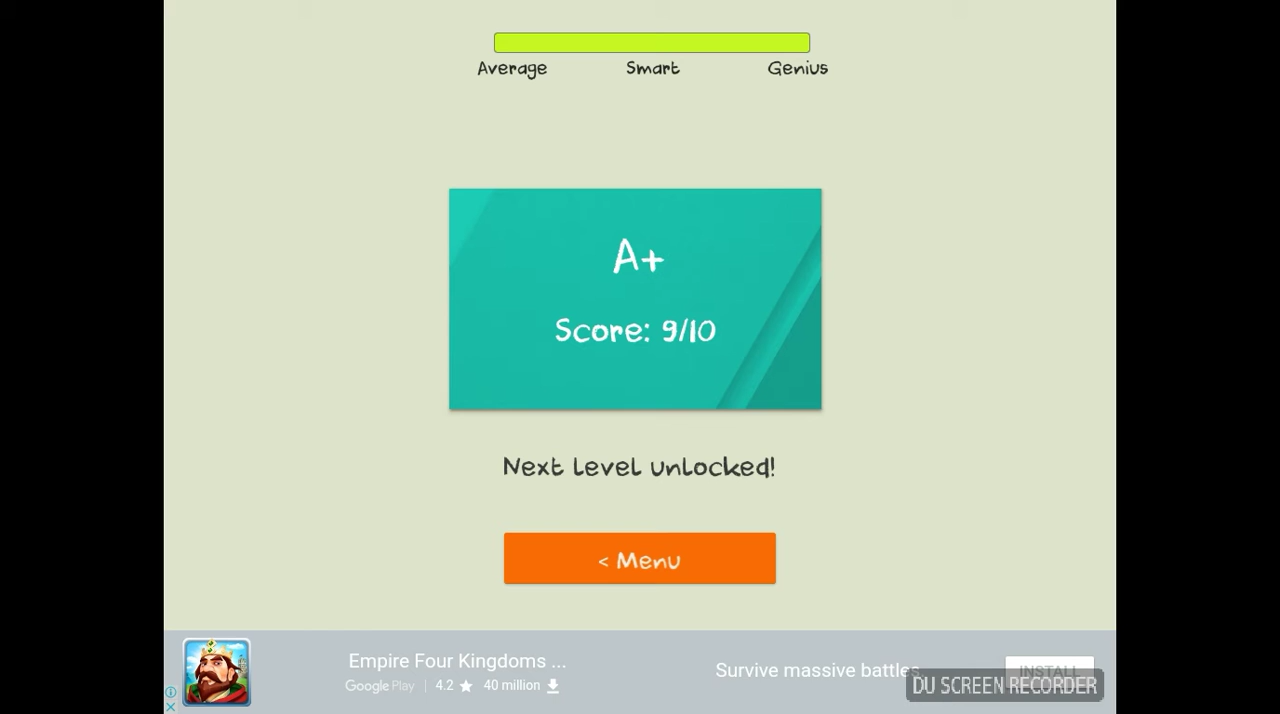 Average Smart Genius
A+
Score: 9/10
Next Level unlocked!
< Menu
Empire Four Kingdoms ...
Google Play | 4.2 ★ 40 million
Survive massive battles
INSTALL
DU SCREEN RECORDER